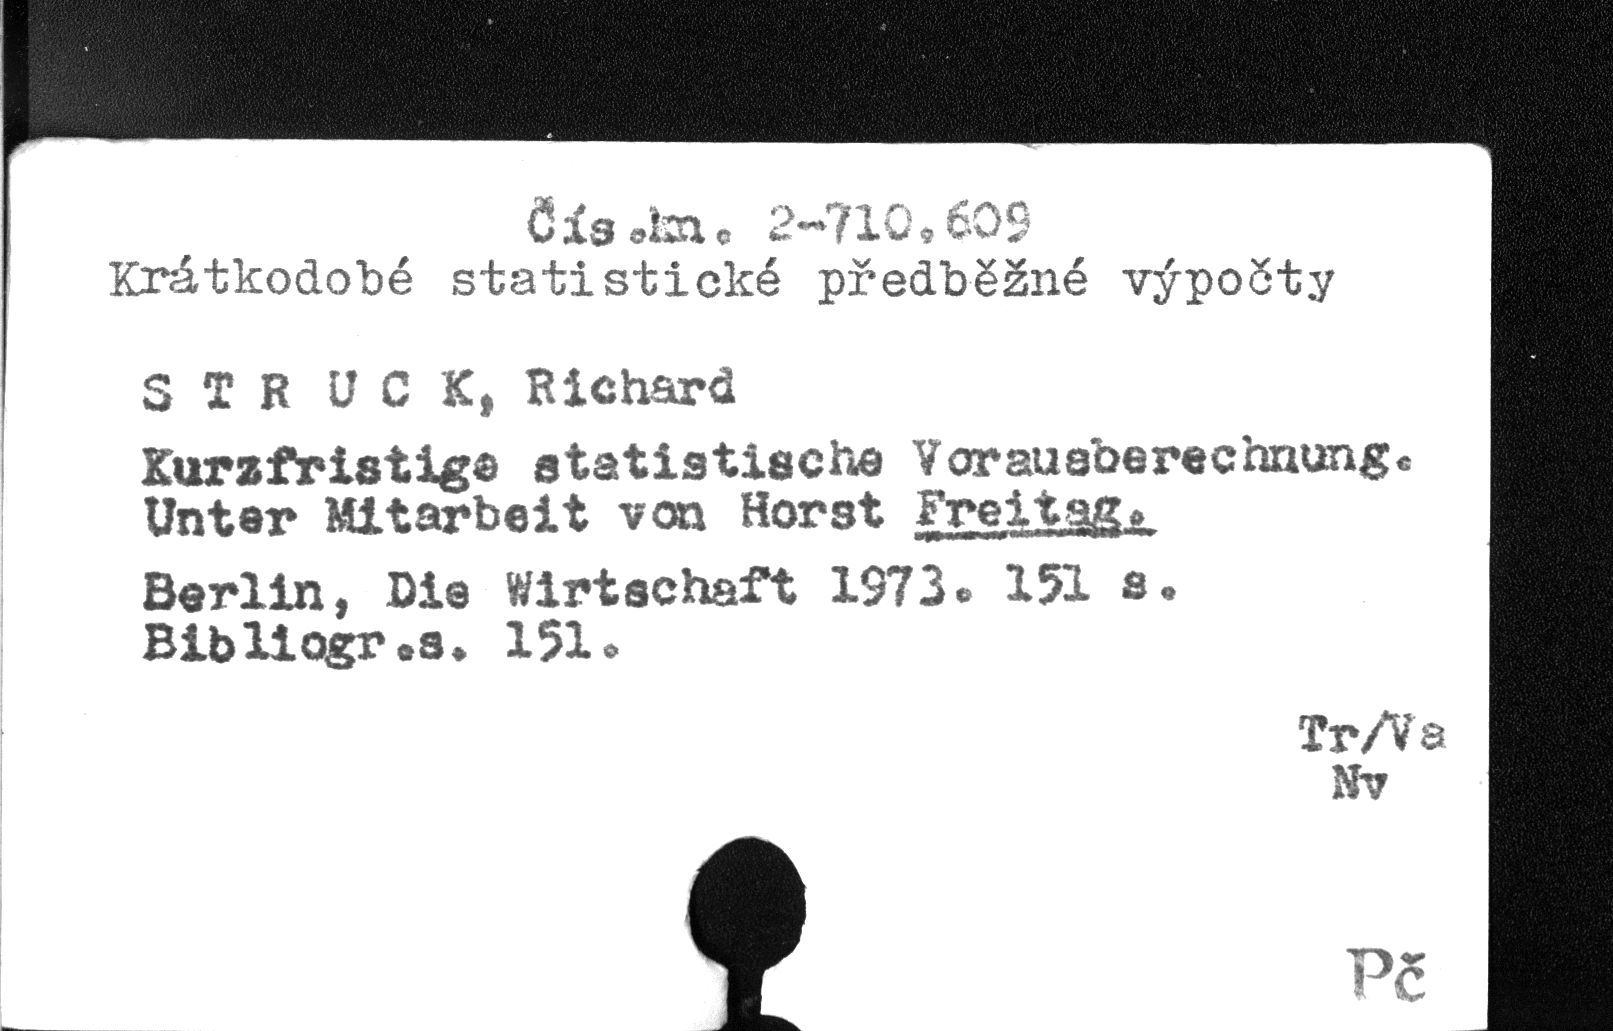 Čís.kn. 2-710.609
Krátkodobé statistické předběžné výpočty
S T R U C K, Richard
Kurzfristige statistische Vorausberechnung.
Unter Mitarbeit von Horst Freitag.
Berlin, Die Wirtschaft 1973. 151 s.
Bibliogr.s. 151.
Tr/Va
Nv
Pč